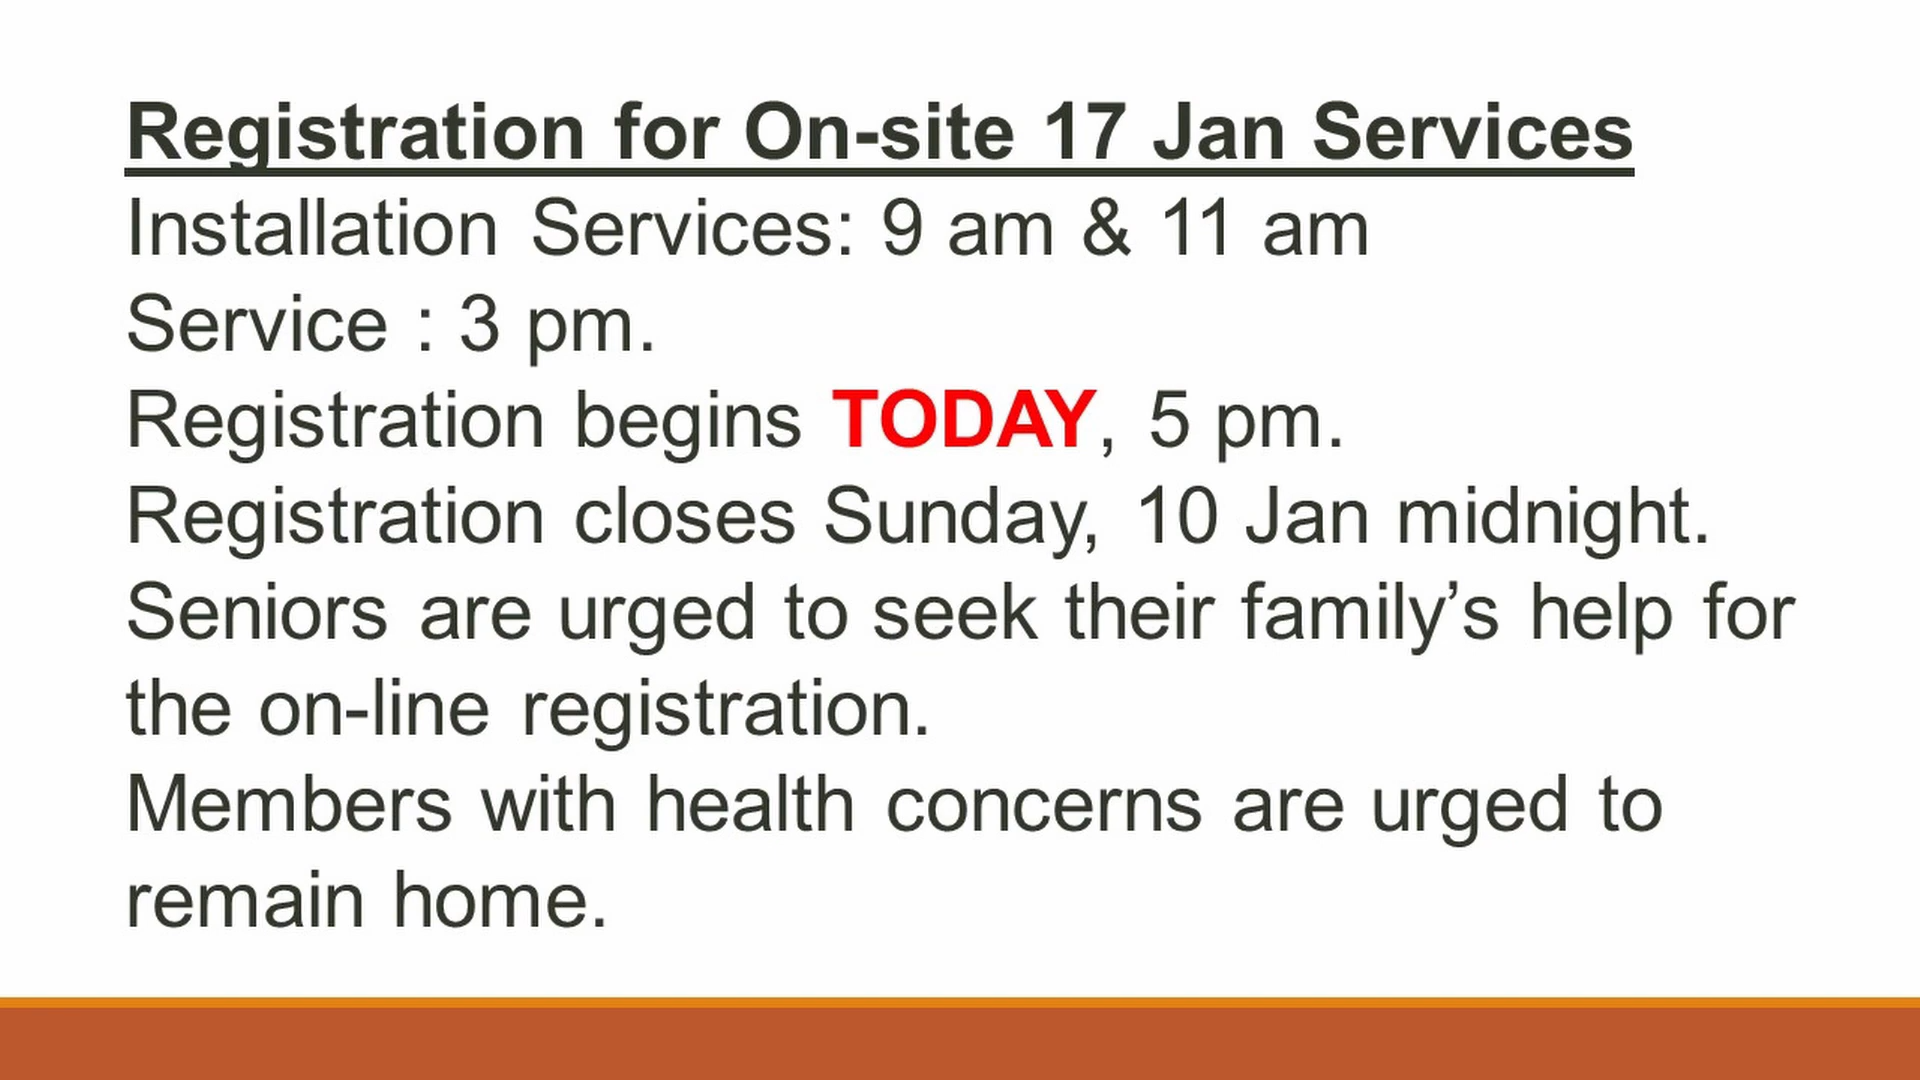 Registration for On-site 17 Jan Services
Installation Services: 9 am & 11 am
Service : 3 pm.
Registration begins TODAY, 5 pm.
Registration closes Sunday, 10 Jan midnight.
Seniors are urged to seek their family’s help for
the on-line registration.
Members with health concerns are urged to
remain home.